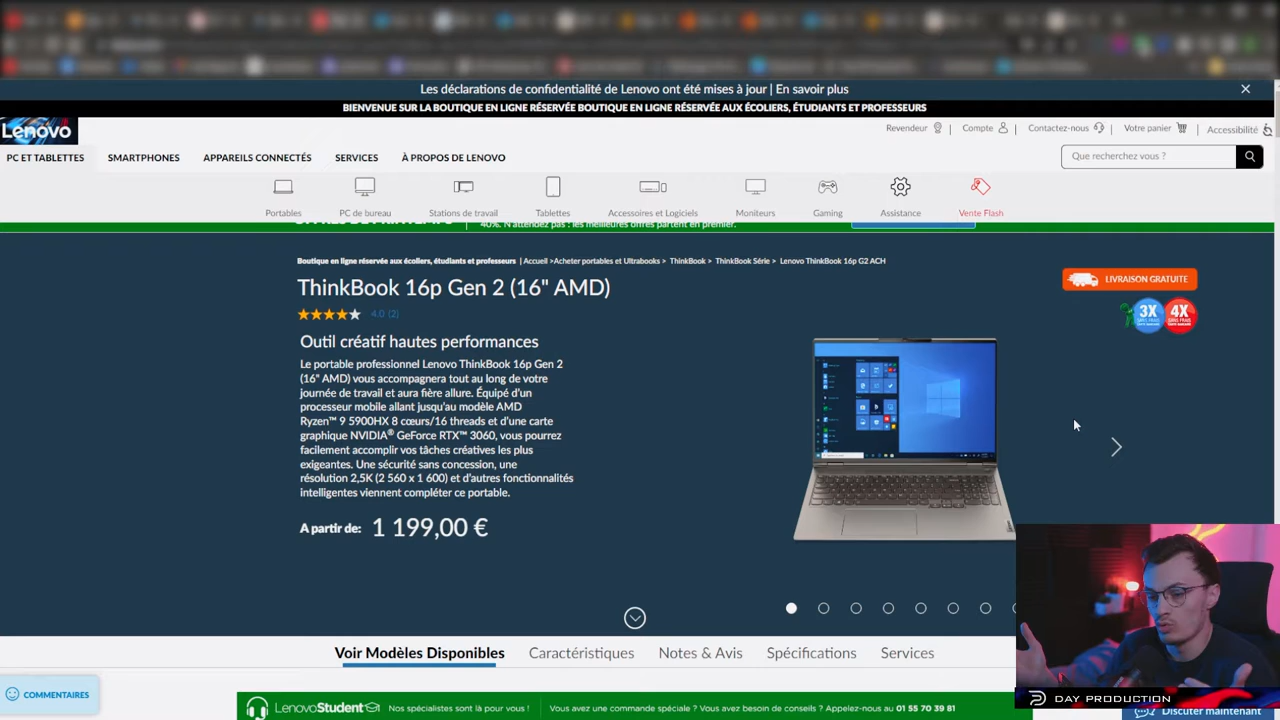 Les déclarations de confidentialité de Lenovo ont été mises à jour | En savoir plus
BIENVENUE SUR LA BOUTIQUE EN LIGNE RÉSERVÉE BOUTIQUE EN LIGNE RÉSERVÉE AUX ÉCOLIERS, ÉTUDIANTS ET PROFESSEURS
Lenovo
Revendeur | Compte | Contactez-nous | Votre panier | Accessibilité
PC ET TABLETTES SMARTPHONES APPAREILS CONNECTÉS SERVICES À PROPOS DE LENOVO
Que recherchez vous ?
Portables PC de bureau Stations de travail Tablettes Accessoires et Logiciels Moniteurs Gaming Assistance Vente Flash
40%. N'attendez pas : les meilleures offres partent en premier.
Boutique en ligne réservée aux écoliers, étudiants et professeurs | Accueil >Acheter portables et Ultrabooks > ThinkBook > ThinkBook Série > Lenovo ThinkBook 16p G2 ACH
ThinkBook 16p Gen 2 (16" AMD)
LIVRAISON GRATUITE
4.0 (2)
3X
4X
Outil créatif hautes performances
Le portable professionnel Lenovo ThinkBook 16p Gen 2
(16" AMD) vous accompagnera tout au long de votre
journée de travail et aura fière allure. Équipé d'un
processeur mobile allant jusqu'au modèle AMD
Ryzen™ 9 5900HX 8 cœurs/16 threads et d'une carte
graphique NVIDIA® GeForce RTX™ 3060, vous pourrez
facilement accomplir vos tâches créatives les plus
exigeantes. Une sécurité sans concession, une
résolution 2,5K (2 560 x 1 600) et d'autres fonctionnalités
intelligentes viennent compléter ce portable.
A partir de: 1 199,00 €
Voir Modèles Disponibles Caractéristiques Notes & Avis Spécifications Services
COMMENTAIRES
LenovoStudent Nos spécialistes sont là pour vous ! Vous avez une commande spéciale ? Vous avez besoin de conseils ? Appelez-nous au 01 55 70 39 81
DAY PRODUCTION
Discuter maintenant